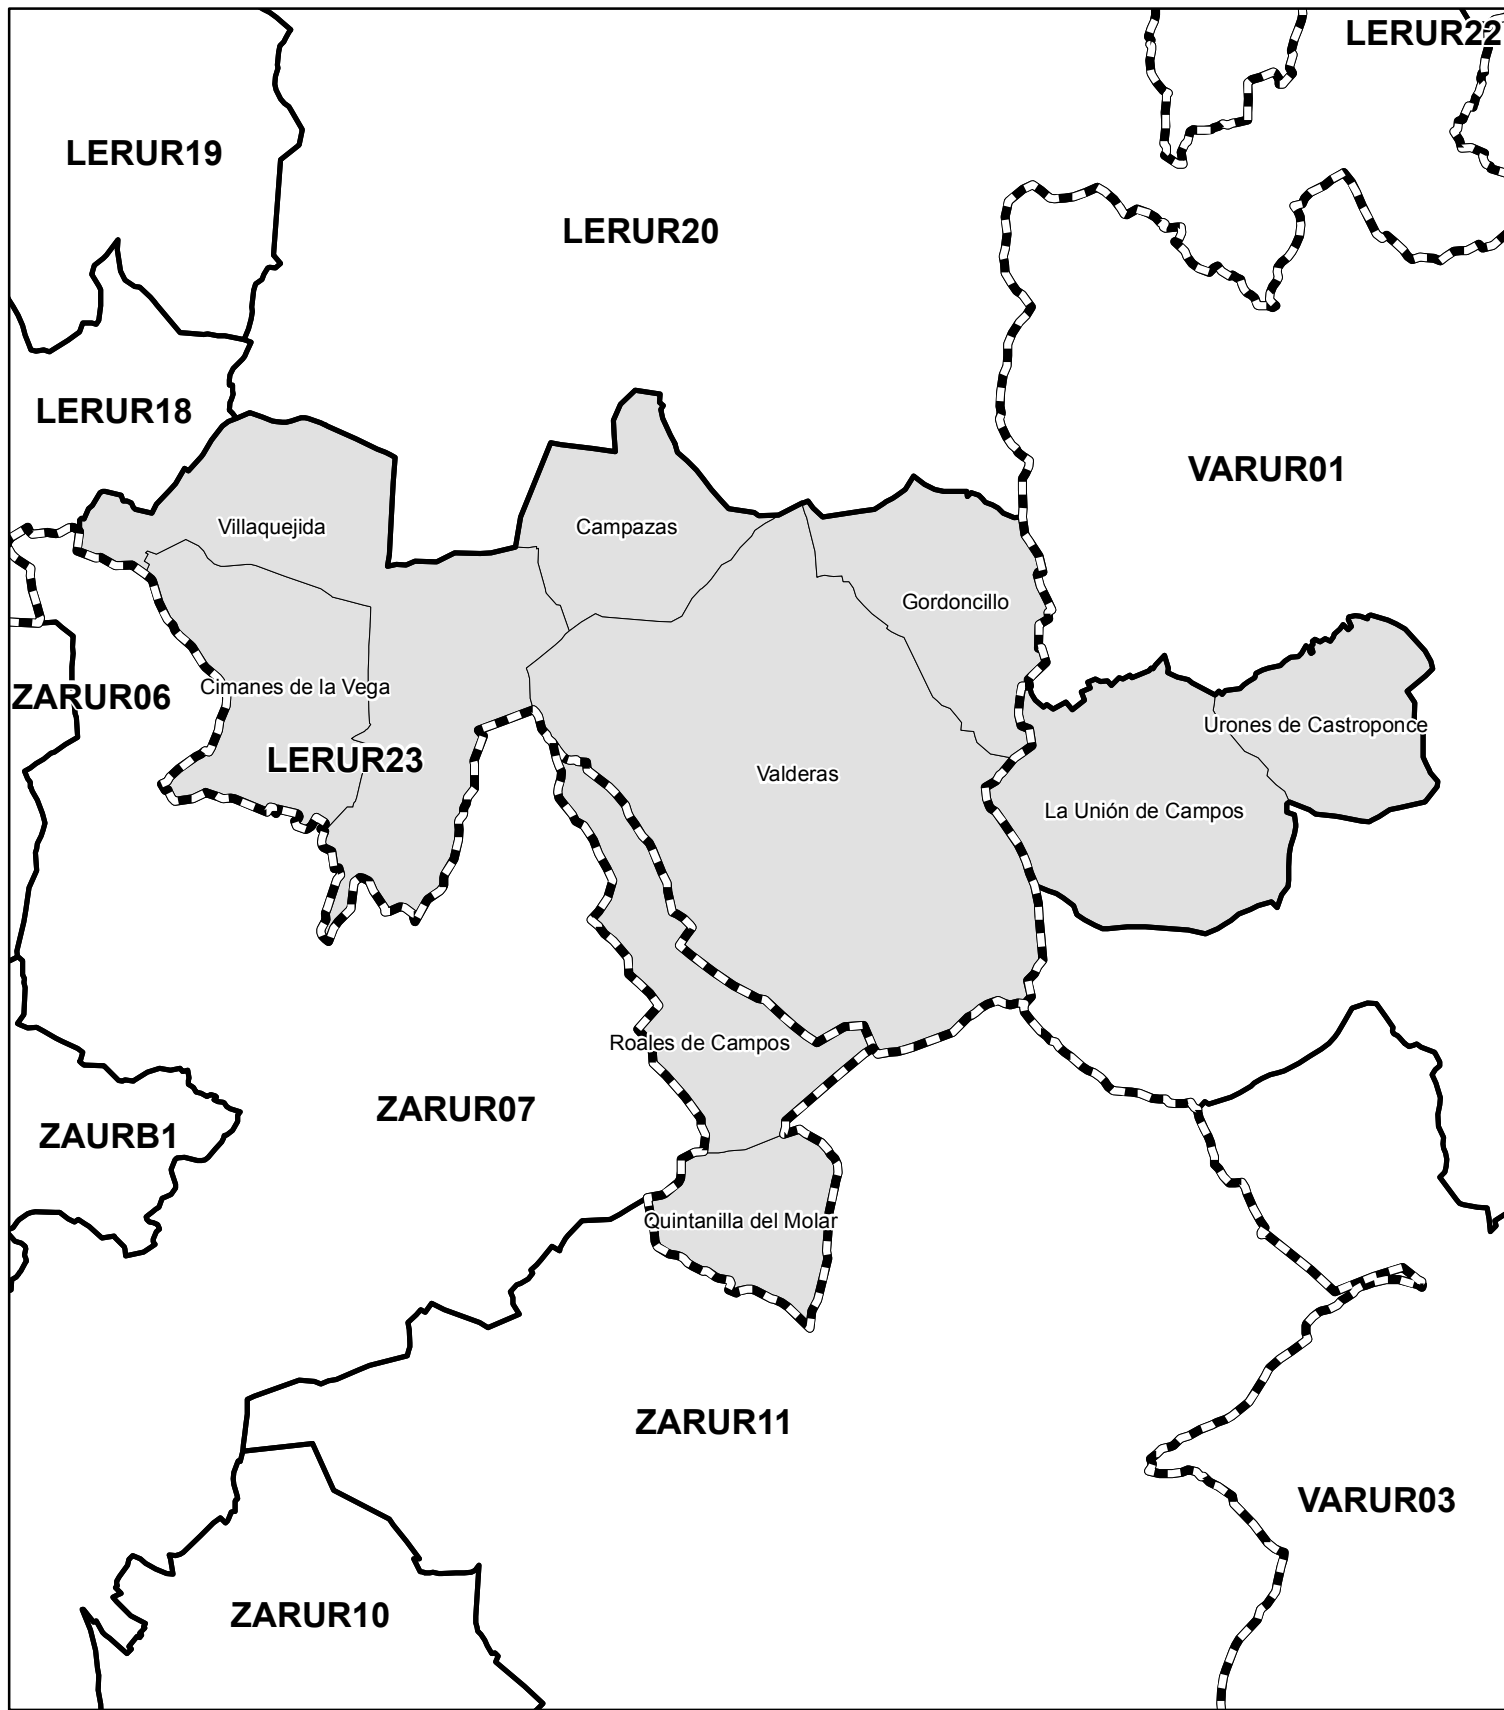 LERUR22
LERUR19
LERUR20
LERUR18
VARUR01
Villaquejida
Campazas
Gordoncillo
Cimanes de la Vega
ZARUR06
Urones de Castroponce
LERUR23
Valderas
La Unión de Campos
Roales de Campos
ZARUR07
ZAURB1
Quintanilla del Molar
ZARUR11
VARUR03
ZARUR10